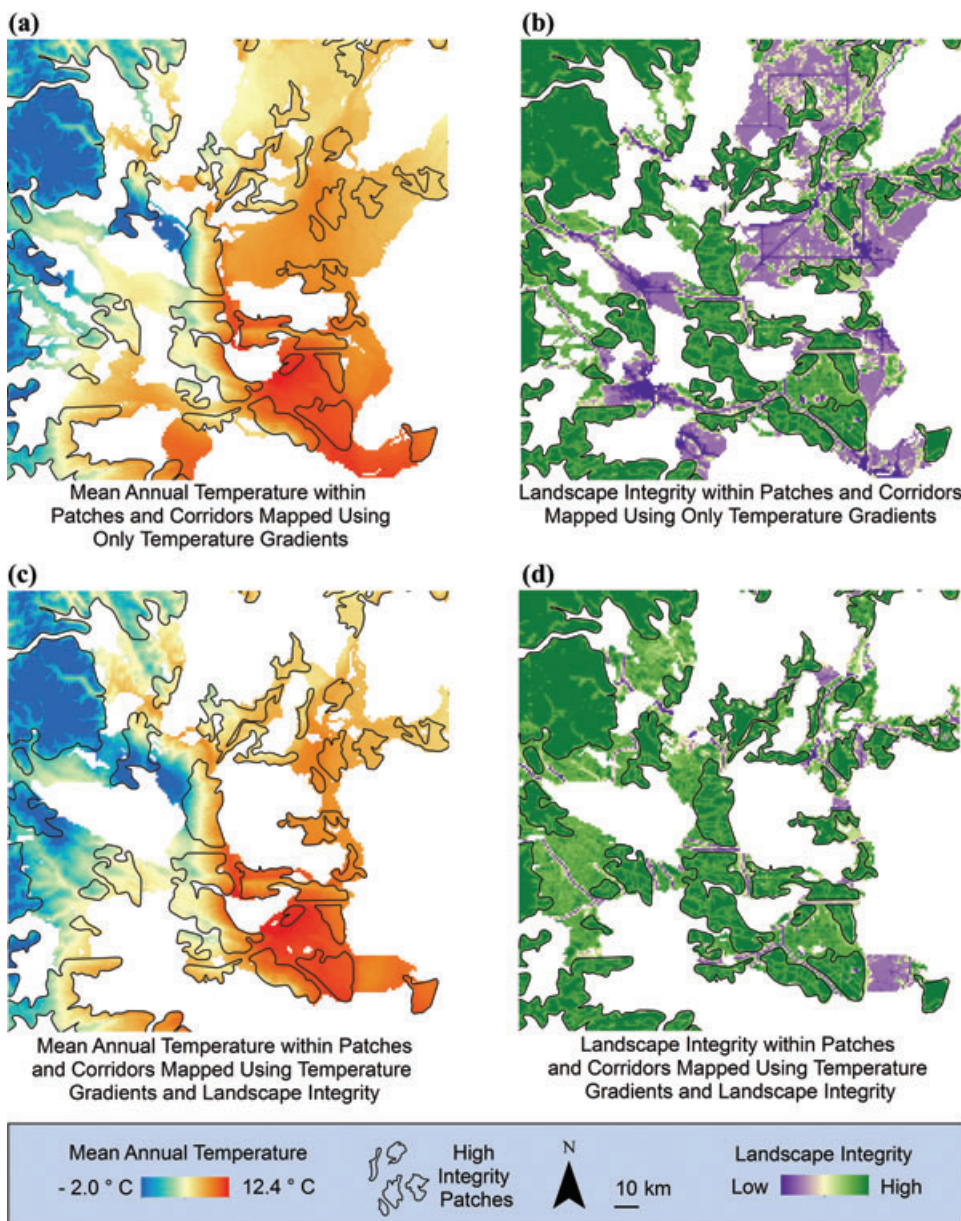 (a)
(b)
Mean Annual Temperature within
Patches and Corridors Mapped Using
Only Temperature Gradients
Landscape Integrity within Patches and Corridors
Mapped Using Only Temperature Gradients
(c)
(d)
Mean Annual Temperature within Patches
and Corridors Mapped Using Temperature
Gradients and Landscape Integrity
Landscape Integrity within Patches
and Corridors Mapped Using Temperature
Gradients and Landscape Integrity
Mean Annual Temperature
- 2.0 ° C
12.4 ° C
High
Integrity
Patches
N
10 km
Landscape Integrity
Low
High